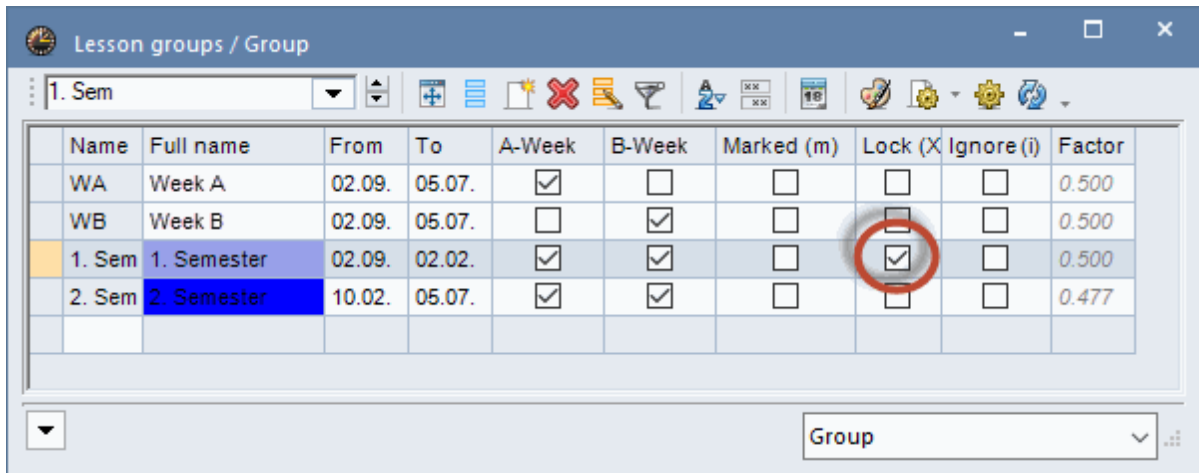 Lesson groups / Group
1. Sem
Name Full name From To A-Week B-Week Marked (m) Lock (X Ignore (i) Factor
WA Week A 02.09. 05.07. 0.500
WB Week B 02.09. 05.07. 0.500
1. Sem 1. Semester 02.09. 02.02. 0.500
2. Sem 2. Semester 10.02. 05.07. 0.477
Group